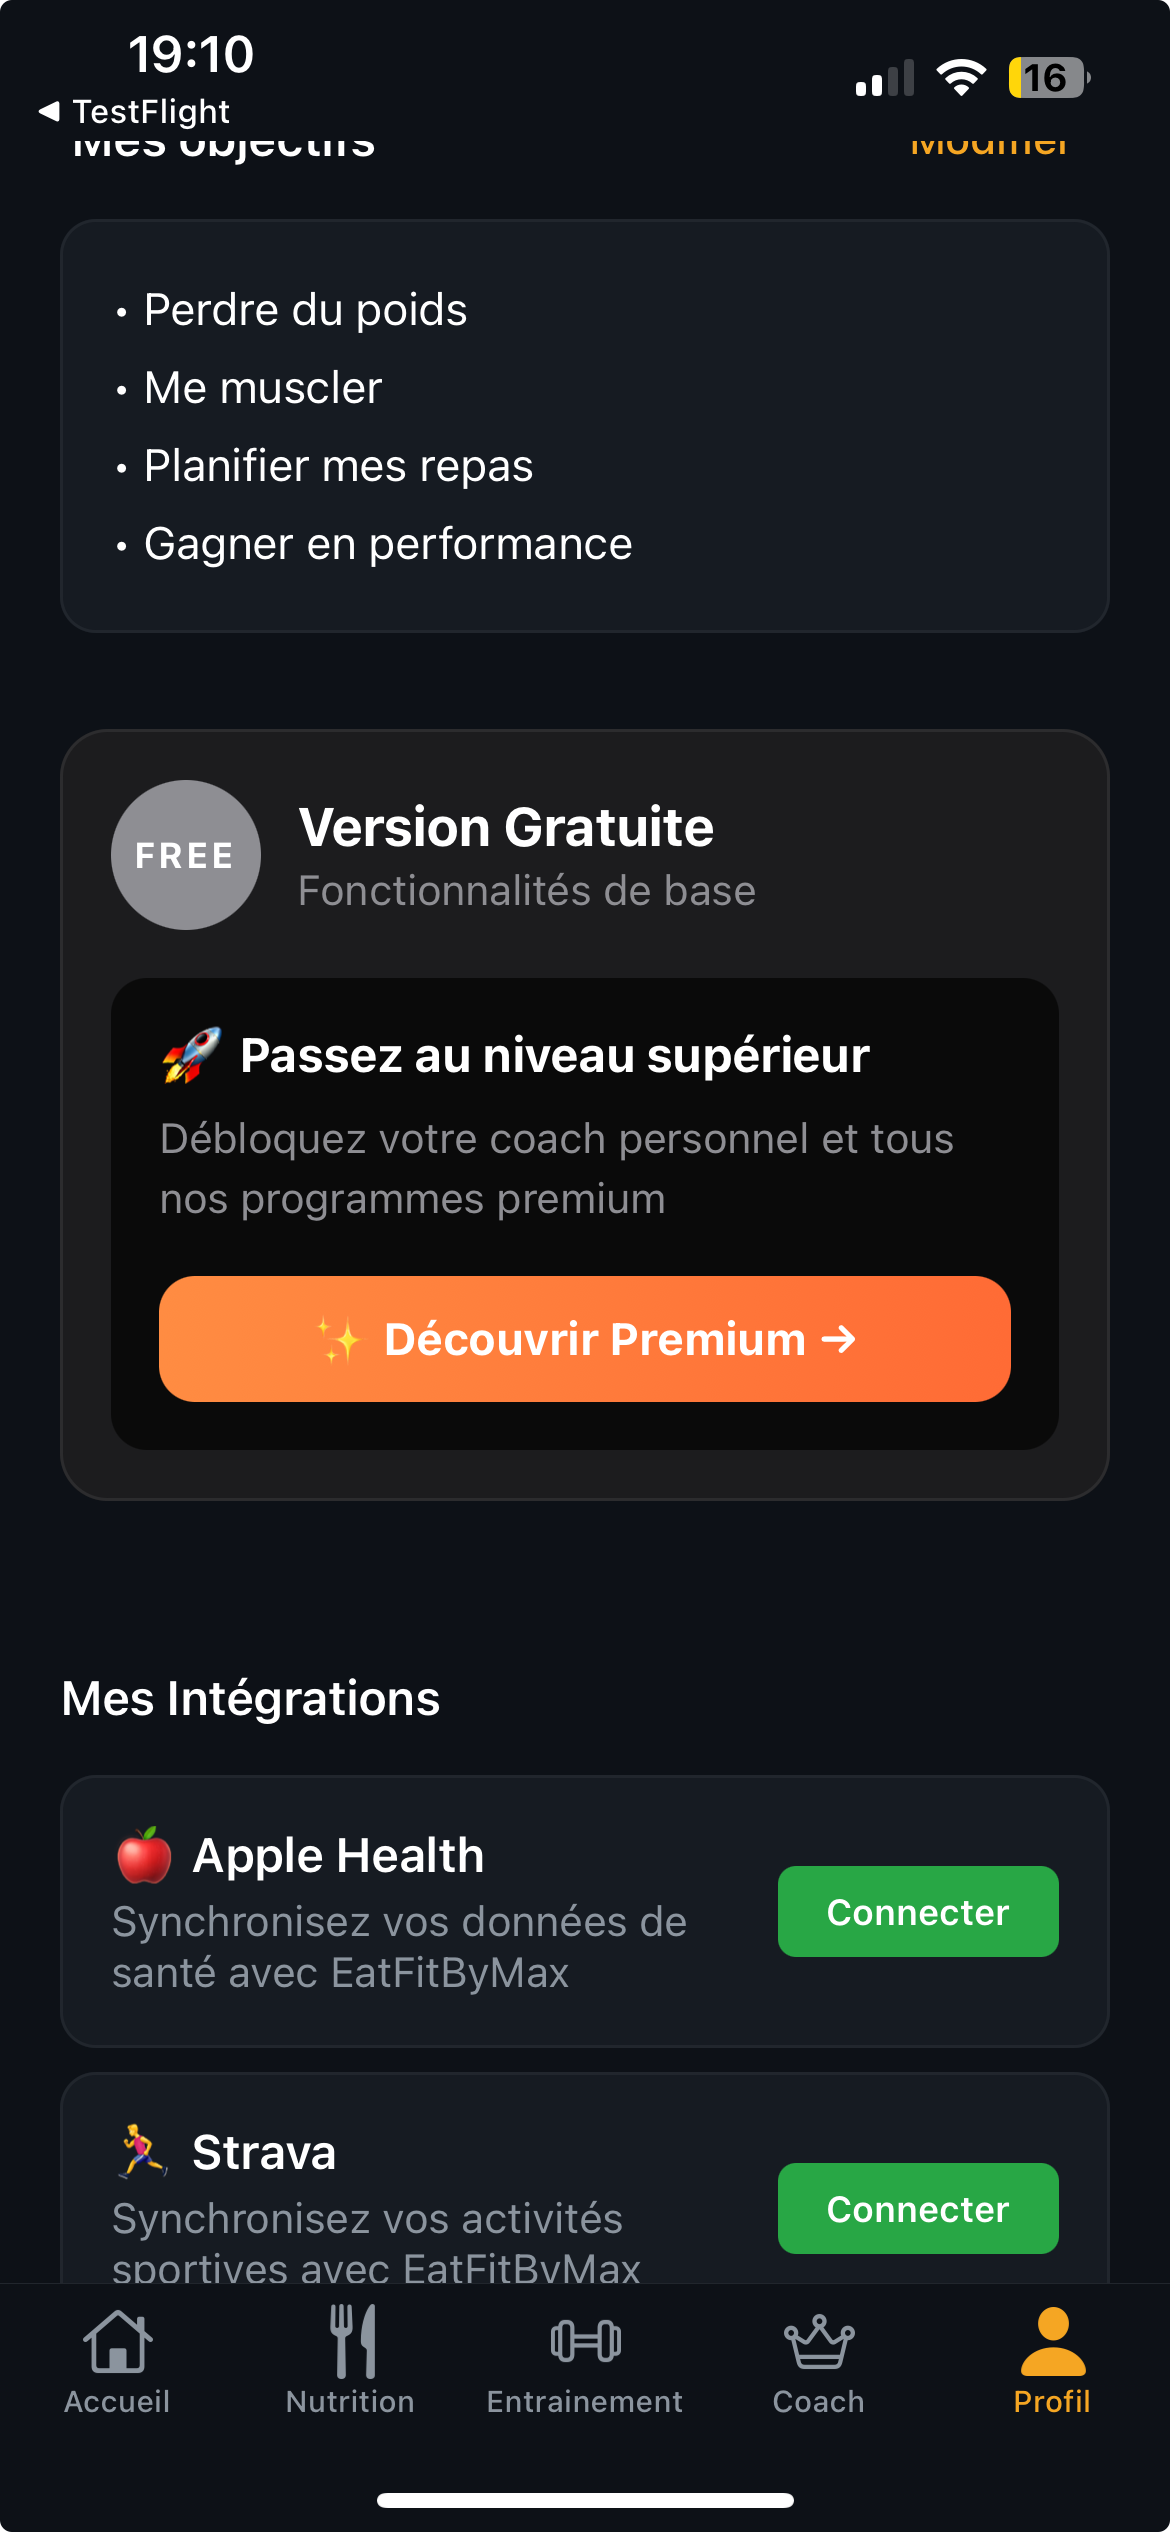 19:10
16
◀ TestFlight
Mes objectifs
Modifier
• Perdre du poids
• Me muscler
• Planifier mes repas
• Gagner en performance
FREE
Version Gratuite
Fonctionnalités de base
🚀 Passez au niveau supérieur
Débloquez votre coach personnel et tous
nos programmes premium
✨ Découvrir Premium →
Mes Intégrations
🍎 Apple Health
Synchronisez vos données de
santé avec EatFitByMax
Connecter
🏃 Strava
Synchronisez vos activités
sportives avec EatFitByMax
Connecter
Accueil
Nutrition
Entrainement
Coach
Profil